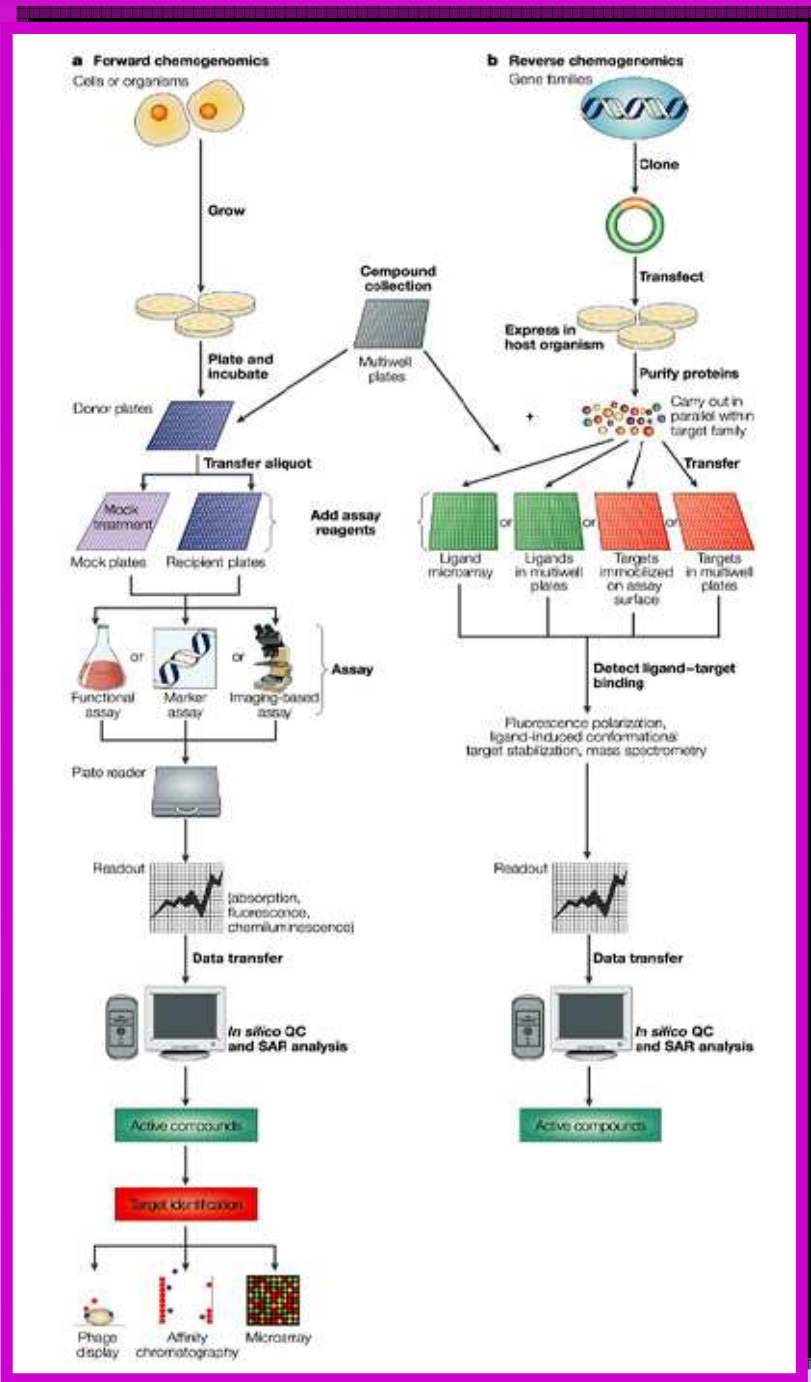 a Forward chemogenomics
Cells or organisms
Grow
Plate and
incubate
Donor plates
Transfer aliquot
Mock
treatment
Mock plates
Recipient plates
Compound
collection
Multiwell
plates
Add assay
reagents
or
or
Functional
assay
Marker
assay
Imaging-based
assay
Assay
Plate reader
Readout
(absorption,
fluorescence,
chemiluminescence)
Data transfer
In silico QC
and SAR analysis
Active compounds
Target identification
Phage
display
Affinity
chromatography
Microarray
b Reverse chemogenomics
Gene families
Clone
Transfect
Express in
host organism
Purify proteins
+
Carry out in
parallel within
target family
Transfer
or
or
or
Ligand
microarray
Ligands
in multiwell
plates
Targets
immobilized
on assay
surface
Targets
in multiwell
plates
Detect ligand–target
binding
Fluorescence polarization,
ligand-induced conformational
target stabilization, mass spectrometry
Readout
Data transfer
In silico QC
and SAR analysis
Active compounds